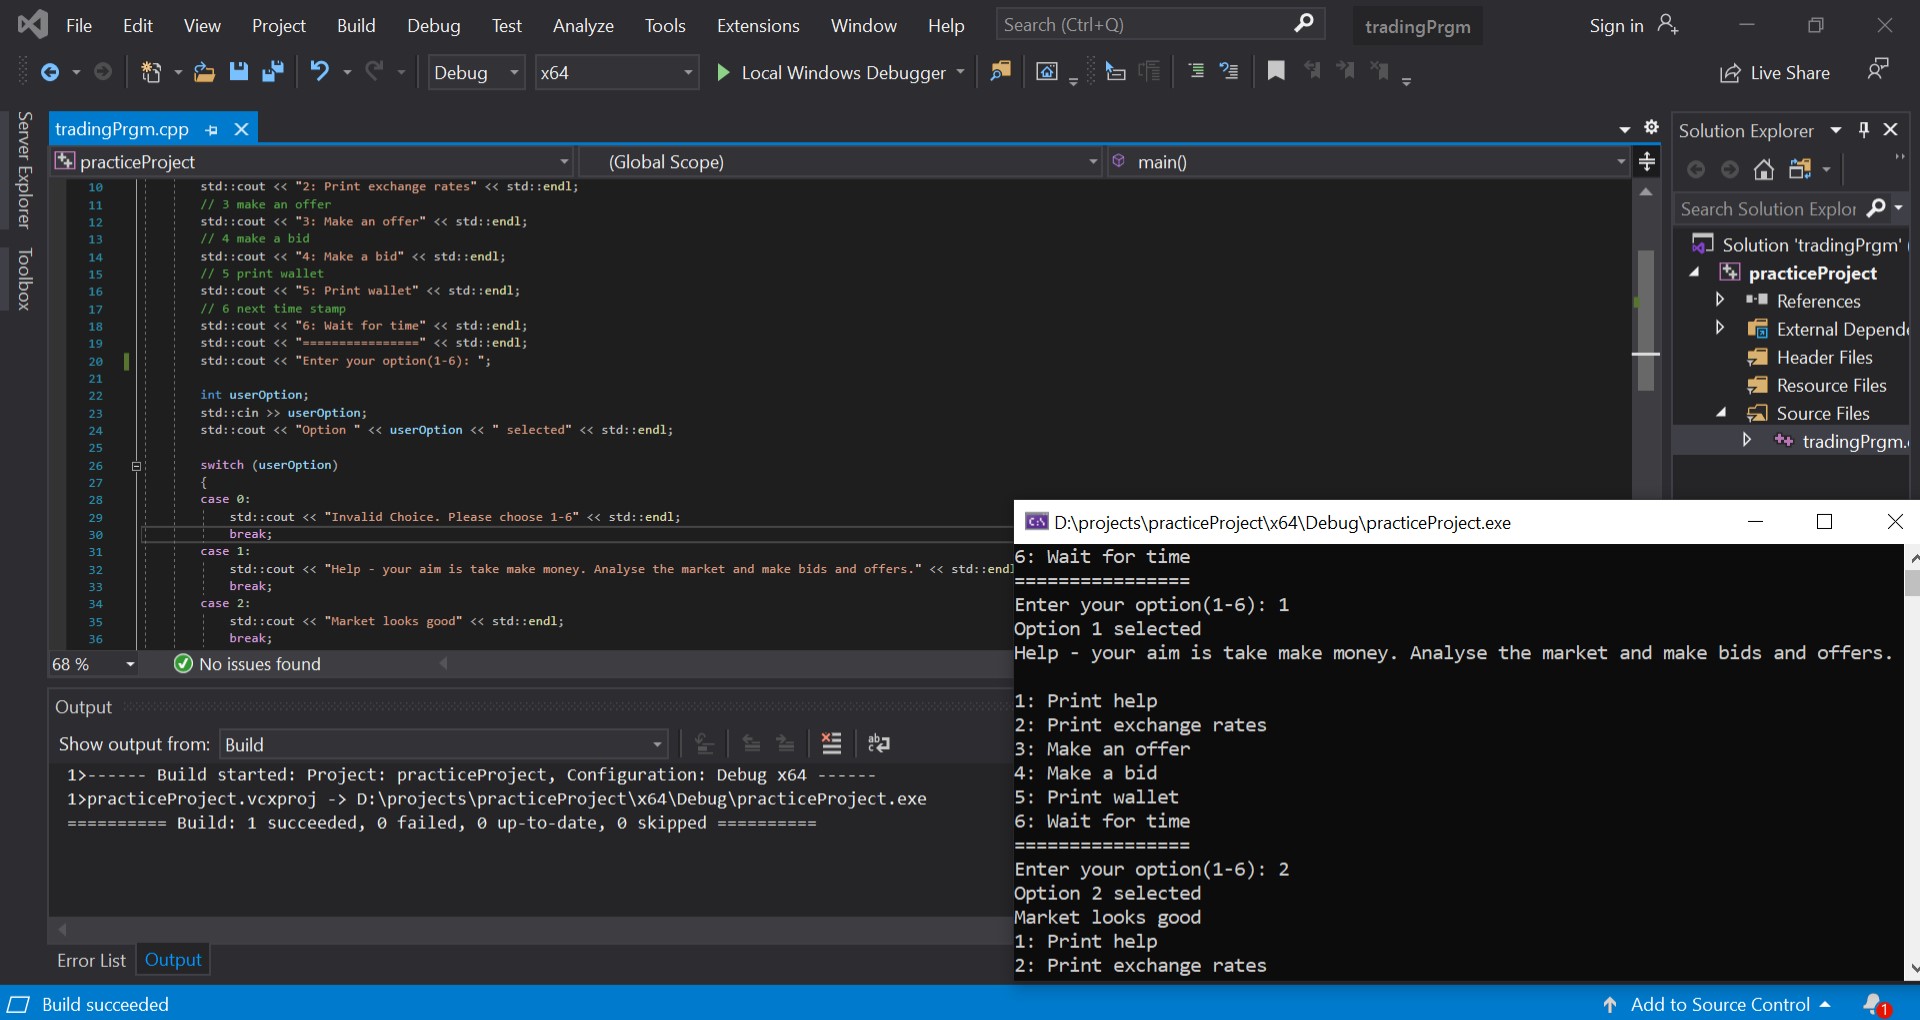 File Edit View Project Build Debug Test Analyze Tools Extensions Window Help Search (Ctrl+Q) tradingPrgm Sign in
Debug x64 Local Windows Debugger Live Share
Server Explorer
Toolbox
tradingPrgm.cpp
practiceProject (Global Scope) main()
10 std::cout << "2: Print exchange rates" << std::endl;
11 // 3 make an offer
12 std::cout << "3: Make an offer" << std::endl;
13 // 4 make a bid
14 std::cout << "4: Make a bid" << std::endl;
15 // 5 print wallet
16 std::cout << "5: Print wallet" << std::endl;
17 // 6 next time stamp
18 std::cout << "6: Wait for time" << std::endl;
19 std::cout << "================" << std::endl;
20 std::cout << "Enter your option(1-6): ";
21
22 int userOption;
23 std::cin >> userOption;
24 std::cout << "Option " << userOption << " selected" << std::endl;
25
26 switch (userOption)
27 {
28 case 0:
29 std::cout << "Invalid Choice. Please choose 1-6" << std::endl;
30 break;
31 case 1:
32 std::cout << "Help - your aim is take make money. Analyse the market and make bids and offers." << std::endl
33 break;
34 case 2:
35 std::cout << "Market looks good" << std::endl;
36 break;
68 % No issues found
Output
Show output from: Build
1>------ Build started: Project: practiceProject, Configuration: Debug x64 ------
1>practiceProject.vcxproj -> D:\projects\practiceProject\x64\Debug\practiceProject.exe
========== Build: 1 succeeded, 0 failed, 0 up-to-date, 0 skipped ==========
Error List Output
Solution Explorer
Search Solution Explor
Solution 'tradingPrgm' (
practiceProject
References
External Depende
Header Files
Resource Files
Source Files
tradingPrgm.c
C:\ D:\projects\practiceProject\x64\Debug\practiceProject.exe
6: Wait for time
================
Enter your option(1-6): 1
Option 1 selected
Help - your aim is take make money. Analyse the market and make bids and offers.
1: Print help
2: Print exchange rates
3: Make an offer
4: Make a bid
5: Print wallet
6: Wait for time
================
Enter your option(1-6): 2
Option 2 selected
Market looks good
1: Print help
2: Print exchange rates
Build succeeded Add to Source Control 1